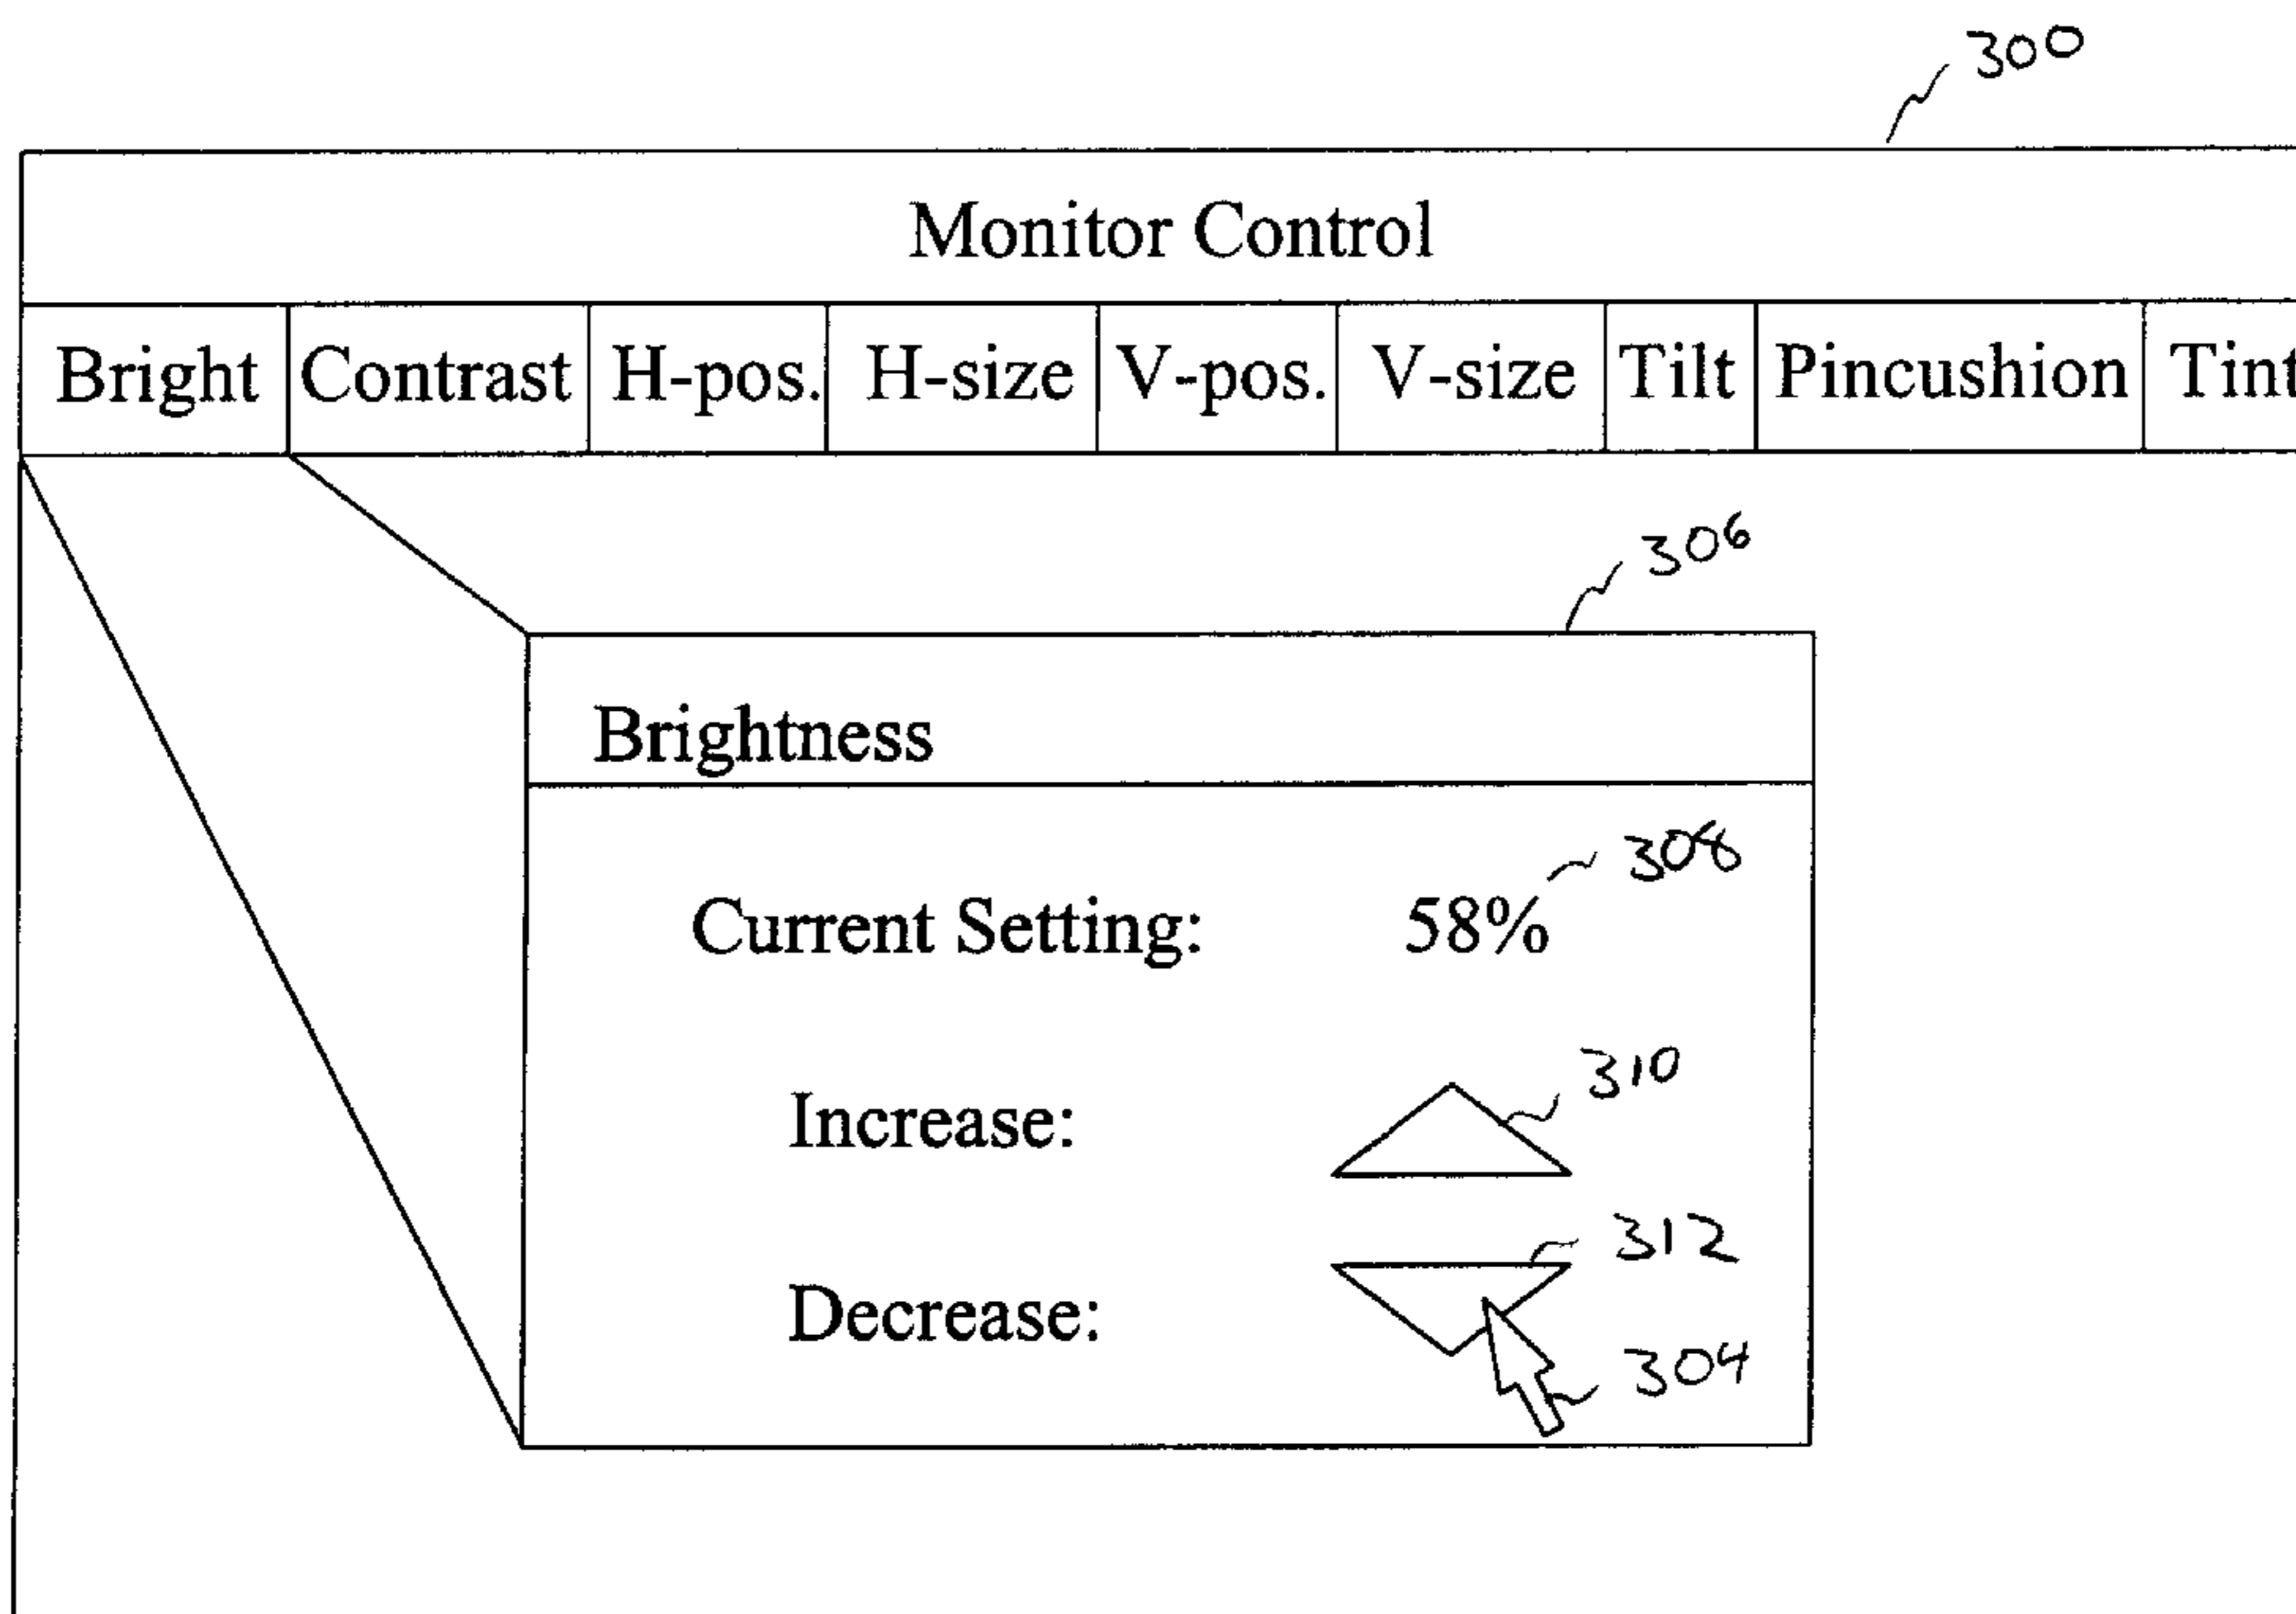 300
Monitor Control
Bright Contrast H-pos. H-size V-pos. V-size Tilt Pincushion Tint
306
Brightness
308
Current Setting: 58%
310
Increase:
312
Decrease:
304